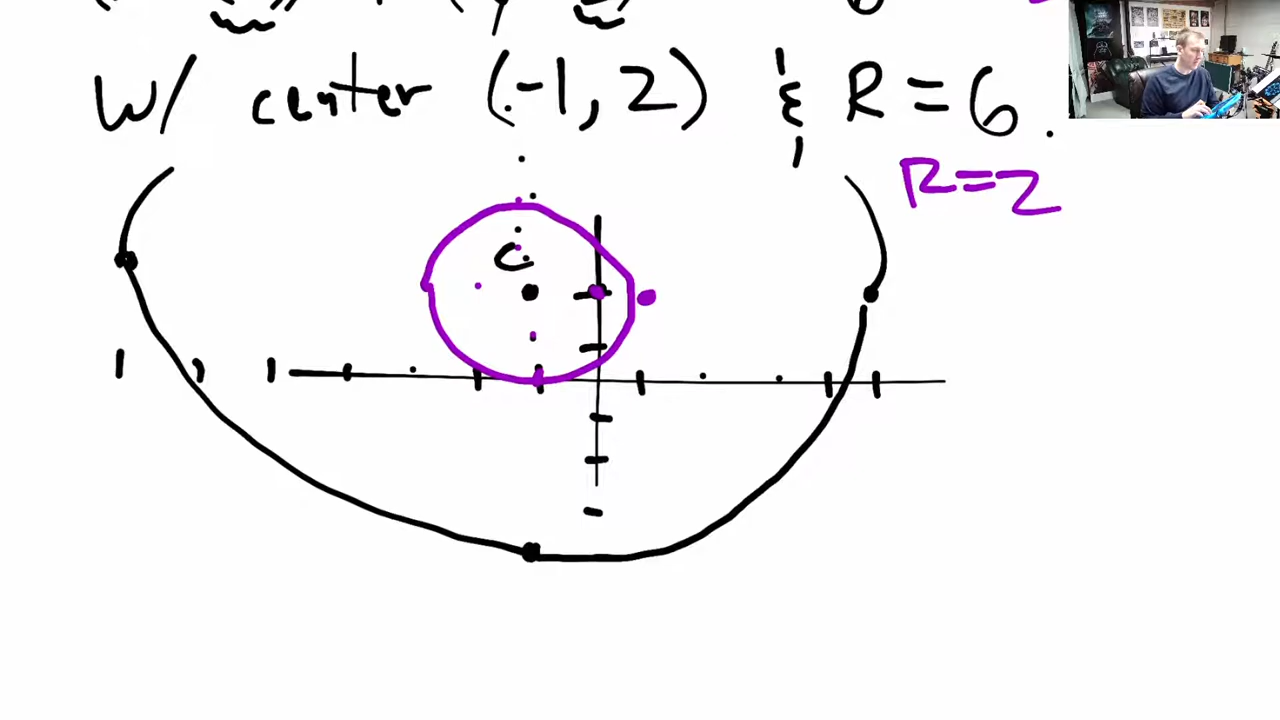 W/ center (-1, 2) & R = 6.
R=2
C